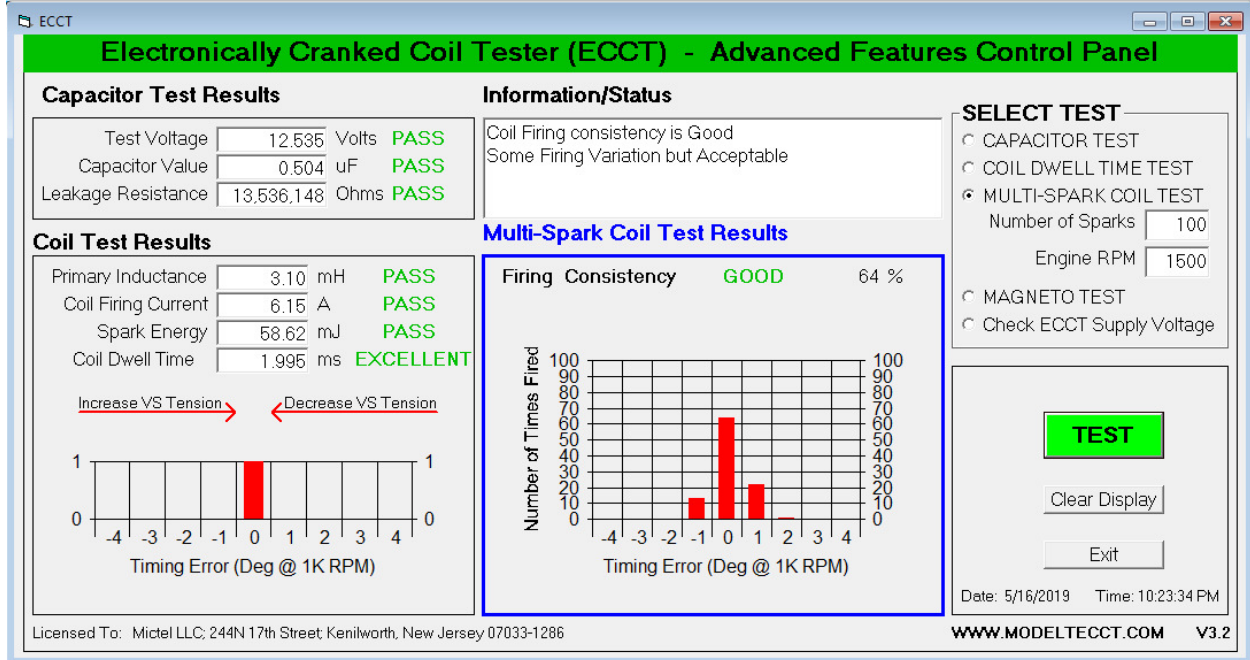 ECCT
Electronically Cranked Coil Tester (ECCT) - Advanced Features Control Panel
Capacitor Test Results
Test Voltage 12.535 Volts PASS
Capacitor Value 0.504 uF PASS
Leakage Resistance 13,536,148 Ohms PASS
Information/Status
Coil Firing consistency is Good
Some Firing Variation but Acceptable
SELECT TEST
CAPACITOR TEST
COIL DWELL TIME TEST
MULTI-SPARK COIL TEST
Number of Sparks 100
Engine RPM 1500
MAGNETO TEST
Check ECCT Supply Voltage
Coil Test Results
Primary Inductance 3.10 mH PASS
Coil Firing Current 6.15 A PASS
Spark Energy 58.62 mJ PASS
Coil Dwell Time 1.995 ms EXCELLENT
Increase VS Tension Decrease VS Tension
1 1
0 0
-4 -3 -2 -1 0 1 2 3 4
Timing Error (Deg @ 1K RPM)
Multi-Spark Coil Test Results
Firing Consistency GOOD 64 %
Number of Times Fired
100 100
90 90
80 80
70 70
60 60
50 50
40 40
30 30
20 20
10 10
0 0
-4 -3 -2 -1 0 1 2 3 4
Timing Error (Deg @ 1K RPM)
TEST
Clear Display
Exit
Date: 5/16/2019 Time: 10:23:34 PM
Licensed To: Mictel LLC; 244N 17th Street; Kenilworth, New Jersey 07033-1286
WWW.MODELTECCT.COM V3.2